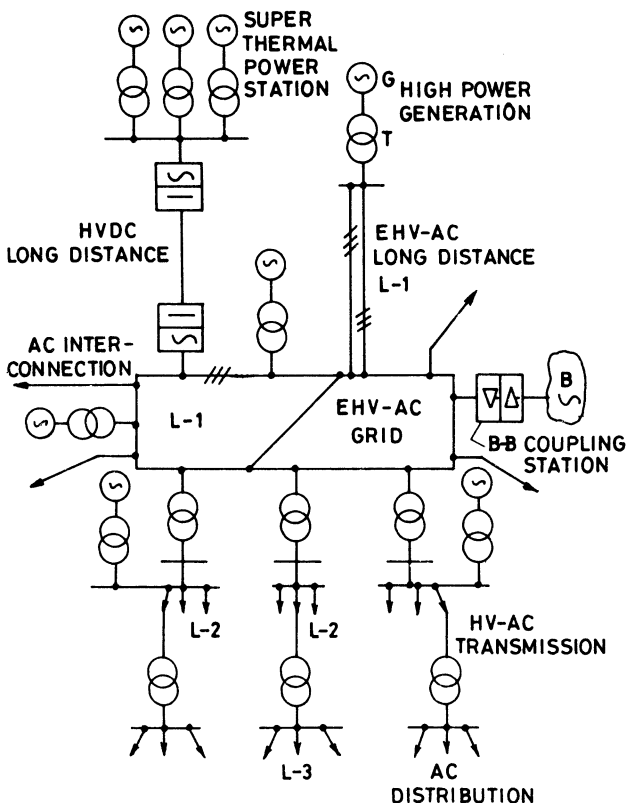 SUPER
THERMAL
POWER
STATION
G
HIGH POWER
GENERATION
T
HVDC
LONG DISTANCE
EHV-AC
LONG DISTANCE
L-1
AC INTER-
CONNECTION
L-1
EHV-AC
GRID
B
B-B COUPLING
STATION
L-2
L-2
HV-AC
TRANSMISSION
L-3
AC
DISTRIBUTION